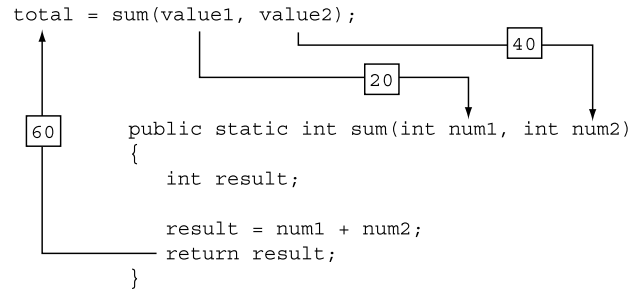 total = sum(value1, value2);
40
20
60
public static int sum(int num1, int num2)
{
int result;
result = num1 + num2;
return result;
}